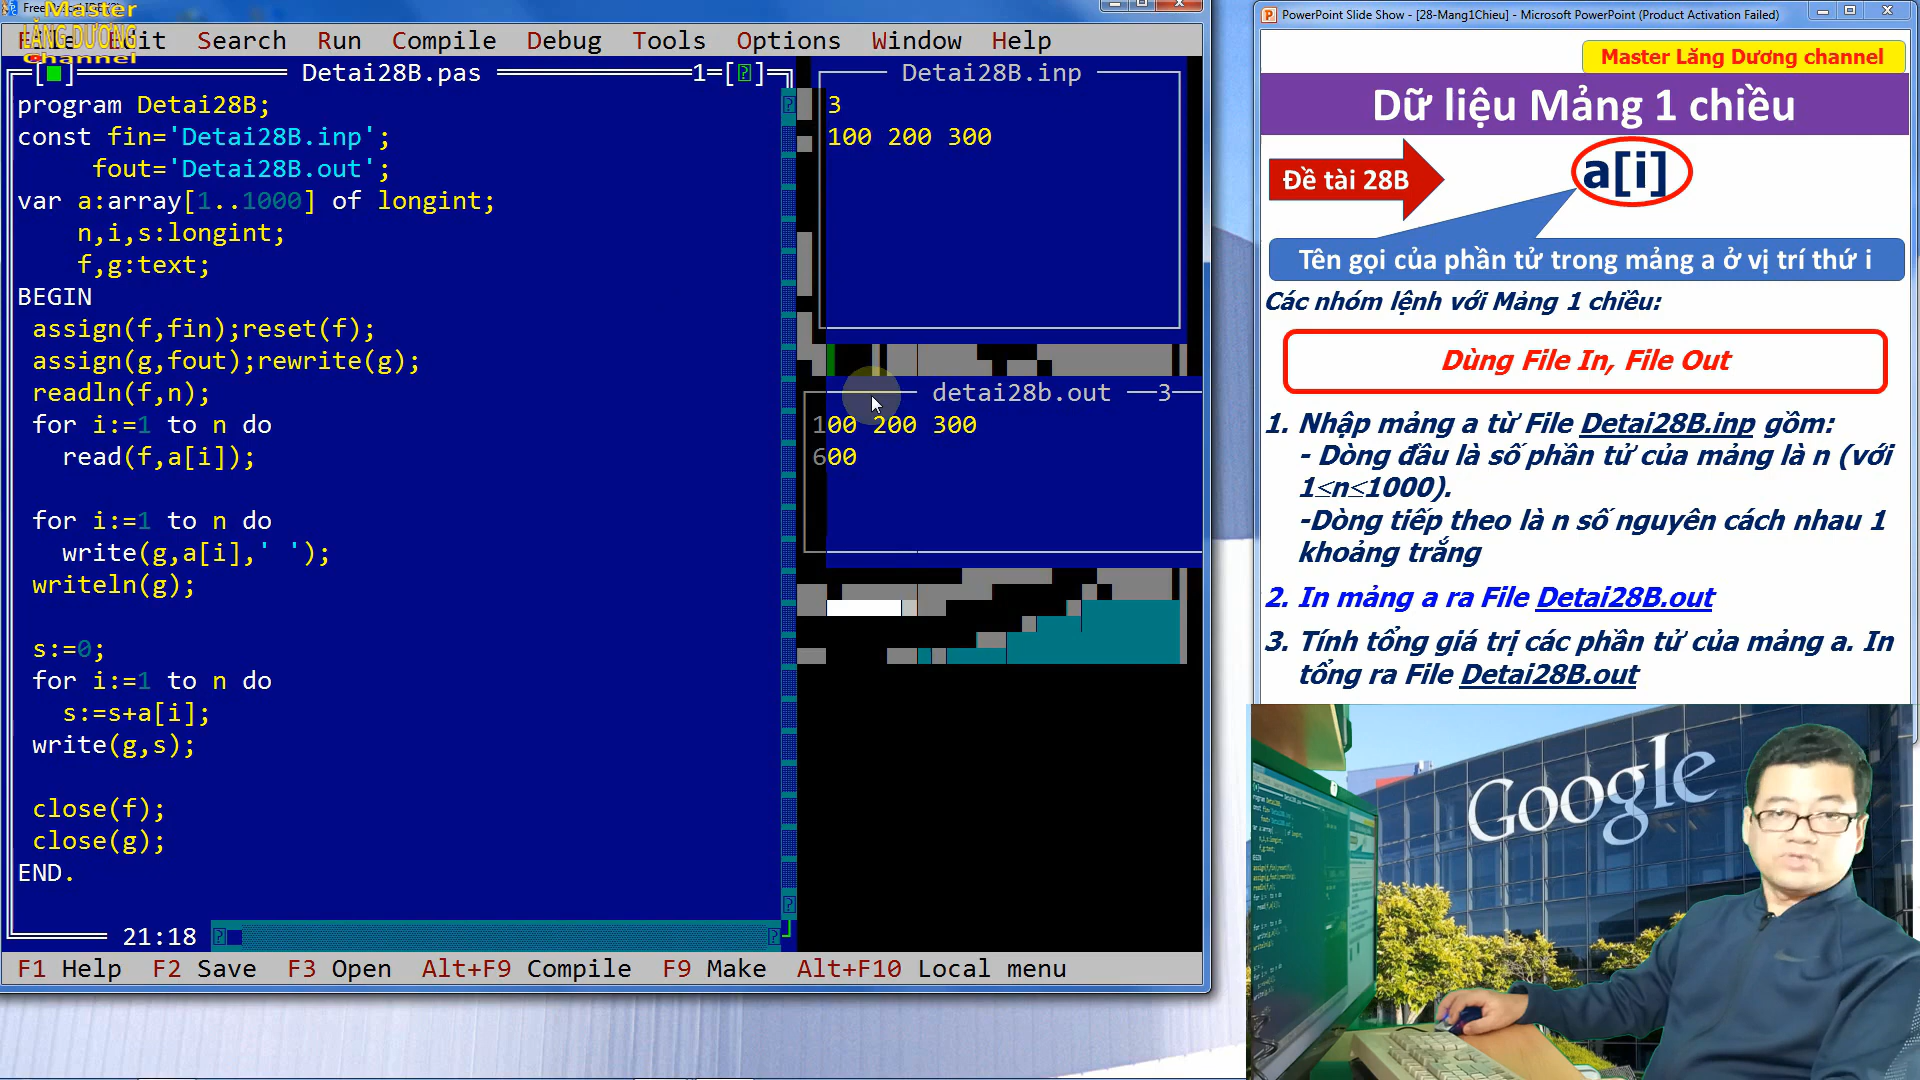 Master
LĂNG DƯƠNG
Channel
Edit Search Run Compile Debug Tools Options Window Help
Detai28B.pas 1
program Detai28B;
const fin='Detai28B.inp';
fout='Detai28B.out';
var a:array[1..1000] of longint;
n,i,s:longint;
f,g:text;
BEGIN
assign(f,fin);reset(f);
assign(g,fout);rewrite(g);
readln(f,n);
for i:=1 to n do
read(f,a[i]);
for i:=1 to n do
write(g,a[i],' ');
writeln(g);
s:=0;
for i:=1 to n do
s:=s+a[i];
write(g,s);
close(f);
close(g);
END.
21:18
F1 Help F2 Save F3 Open Alt+F9 Compile F9 Make Alt+F10 Local menu
Detai28B.inp
3
100 200 300
detai28b.out 3
100 200 300
600
PowerPoint Slide Show - [28-Mang1Chieu] - Microsoft PowerPoint (Product Activation Failed)
Master Lăng Dương channel
Dữ liệu Mảng 1 chiều
Đề tài 28B
a[i]
Tên gọi của phần tử trong mảng a ở vị trí thứ i
Các nhóm lệnh với Mảng 1 chiều:
Dùng File In, File Out
1. Nhập mảng a từ File Detai28B.inp gồm:
- Dòng đầu là số phần tử của mảng là n (với
1≤n≤1000).
-Dòng tiếp theo là n số nguyên cách nhau 1
khoảng trắng
2. In mảng a ra File Detai28B.out
3. Tính tổng giá trị các phần tử của mảng a. In
tổng ra File Detai28B.out
Google